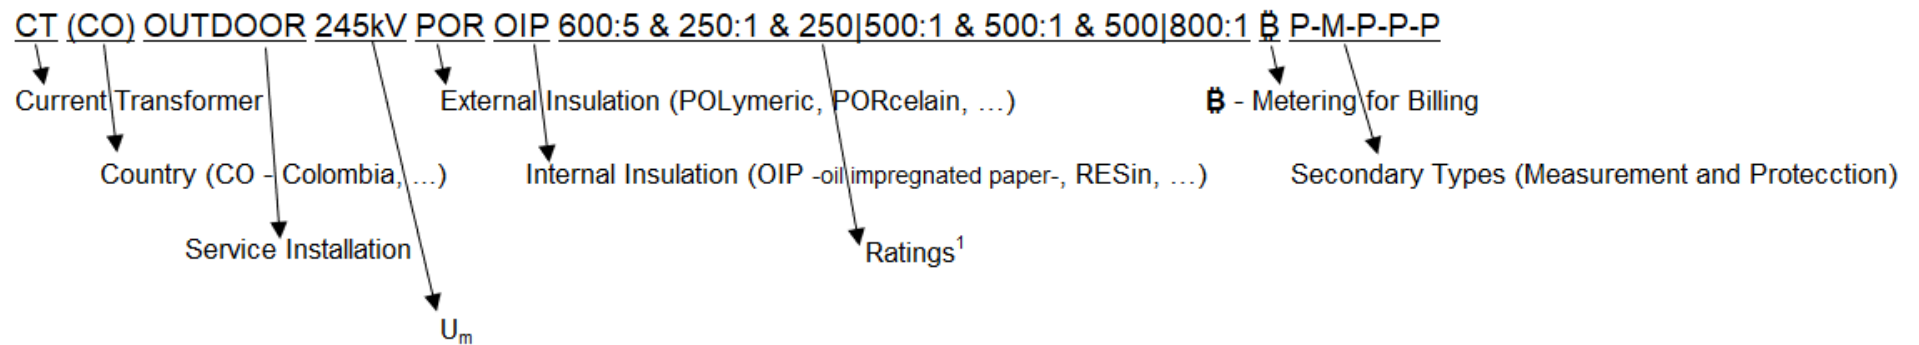 CT (CO) OUTDOOR 245kV POR OIP 600:5 & 250:1 & 250|500:1 & 500:1 & 500|800:1 ₿ P-M-P-P-P
Current Transformer External Insulation (POLymeric, PORcelain, ...) ₿ - Metering for Billing
Country (CO - Colombia, ...) Internal Insulation (OIP -oil impregnated paper-, RESin, ...) Secondary Types (Measurement and Protecction)
Service Installation Ratings¹
Uₘ